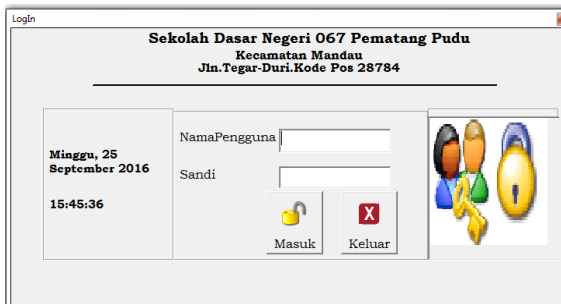 LogIn
Sekolah Dasar Negeri 067 Pematang Pudu
Kecamatan Mandau
Jln.Tegar-Duri.Kode Pos 28784
Minggu, 25
September 2016
15:45:36
NamaPengguna
Sandi
Masuk
X
Keluar